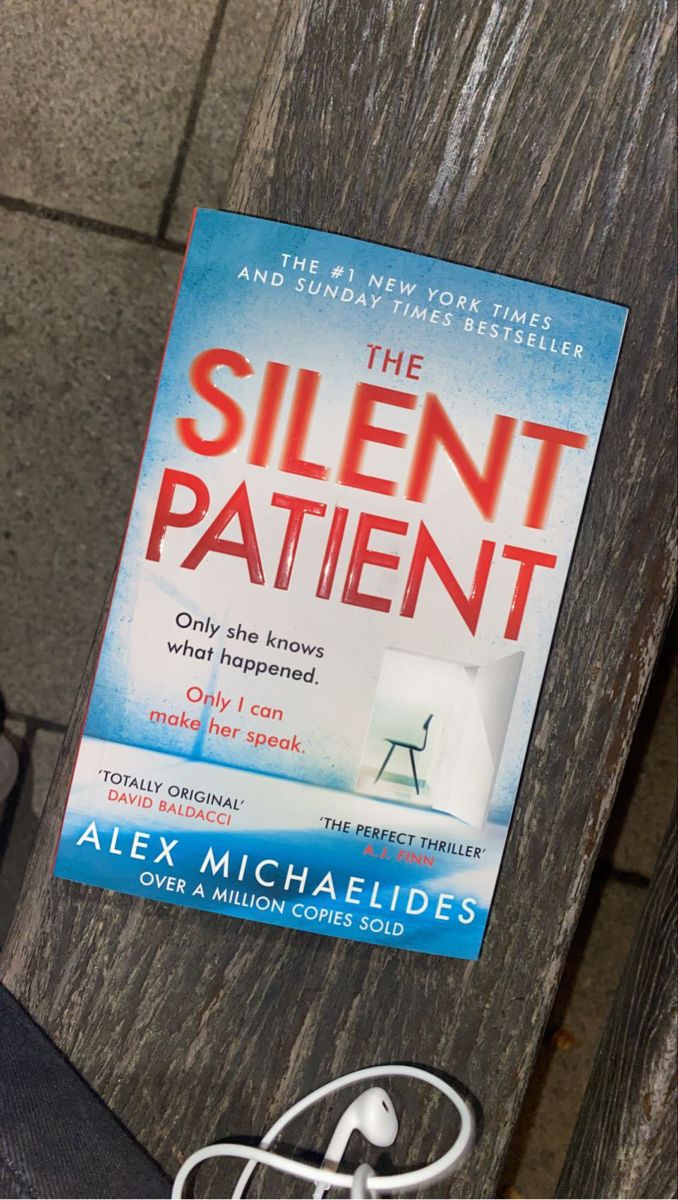 THE #1 NEW YORK TIMES
AND SUNDAY TIMES BESTSELLER
THE
SILENT
PATIENT
Only she knows
what happened.
Only I can
make her speak.
'TOTALLY ORIGINAL'
DAVID BALDACCI
'THE PERFECT THRILLER'
A.J. FINN
ALEX MICHAELIDES
OVER A MILLION COPIES SOLD